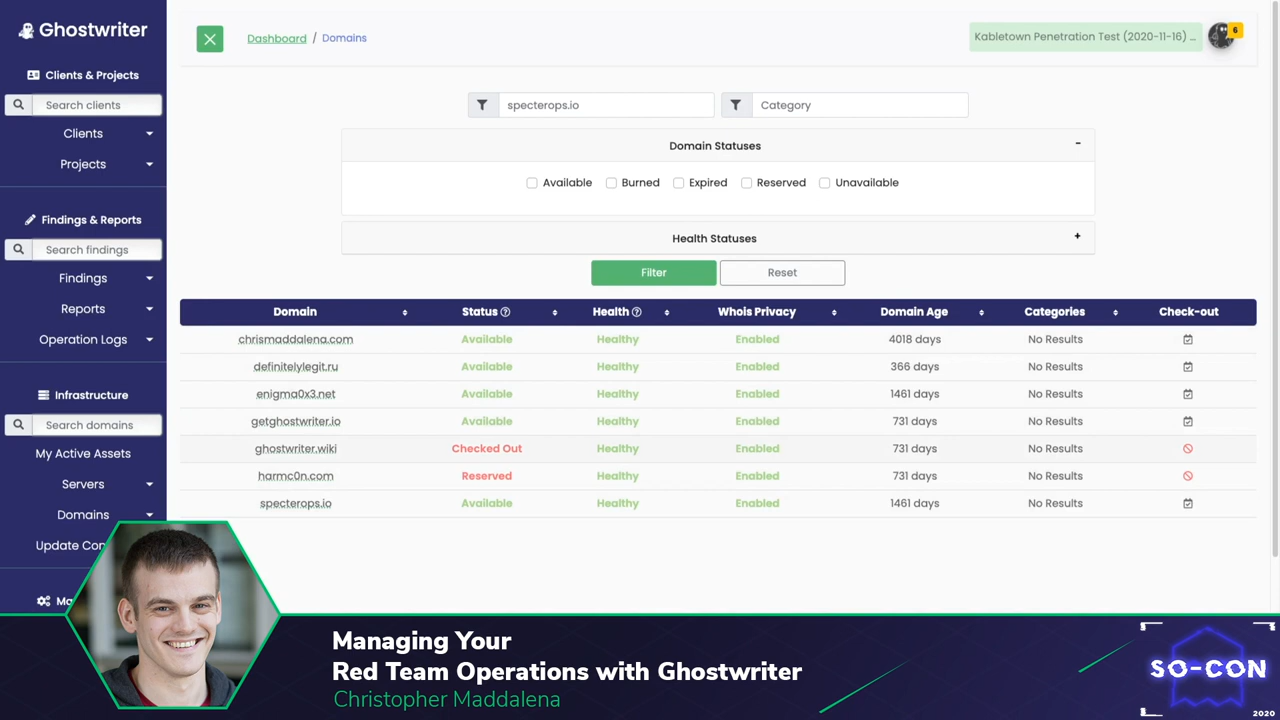 Ghostwriter
Clients & Projects
Search clients
Clients
Projects
Findings & Reports
Search findings
Findings
Reports
Operation Logs
Infrastructure
Search domains
My Active Assets
Servers
Domains
Update Con
Dashboard / Domains
Kabletown Penetration Test (2020-11-16) ...
6
specterops.io
Category
Domain Statuses
-
Available Burned Expired Reserved Unavailable
Health Statuses
+
Filter Reset
Domain Status Health Whois Privacy Domain Age Categories Check-out
chrismaddalena.com Available Healthy Enabled 4018 days No Results
definitelylegit.ru Available Healthy Enabled 366 days No Results
enigma0x3.net Available Healthy Enabled 1461 days No Results
getghostwriter.io Available Healthy Enabled 731 days No Results
ghostwriter.wiki Checked Out Healthy Enabled 731 days No Results
harmc0n.com Reserved Healthy Enabled 731 days No Results
specterops.io Available Healthy Enabled 1461 days No Results
Managing Your
Red Team Operations with Ghostwriter
Christopher Maddalena
SO-CON
2020